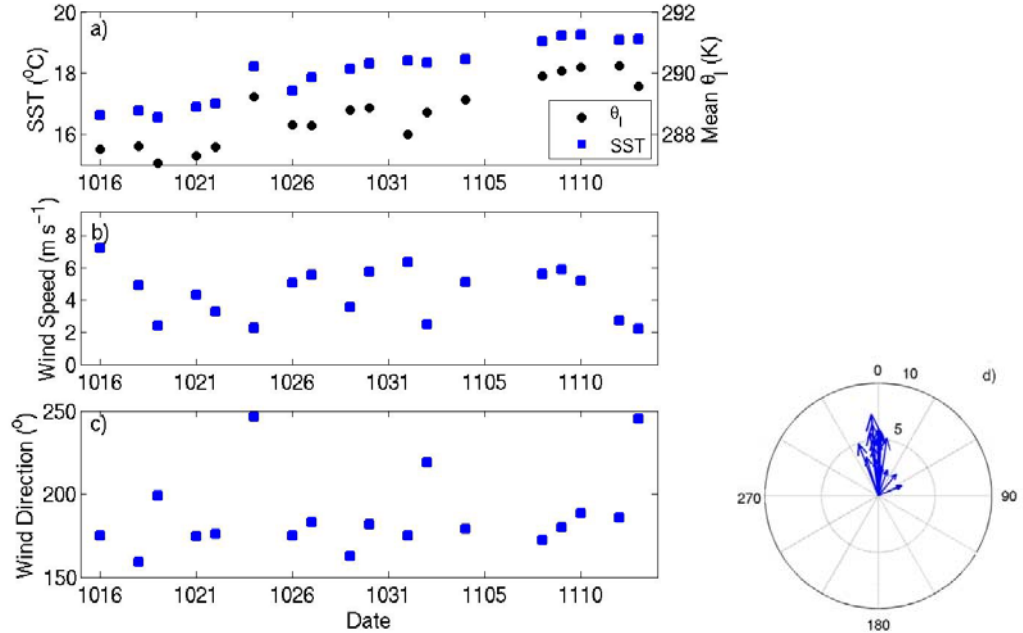 a)
20
18
16
SST (°C)
292
290
288
Mean θl (K)
θl
SST
1016 1021 1026 1031 1105 1110
b)
8
6
4
2
0
Wind Speed (m s−1)
1016 1021 1026 1031 1105 1110
c)
250
200
150
Wind Direction (°)
1016 1021 1026 1031 1105 1110
Date
d)
0 10
5
270 90
180